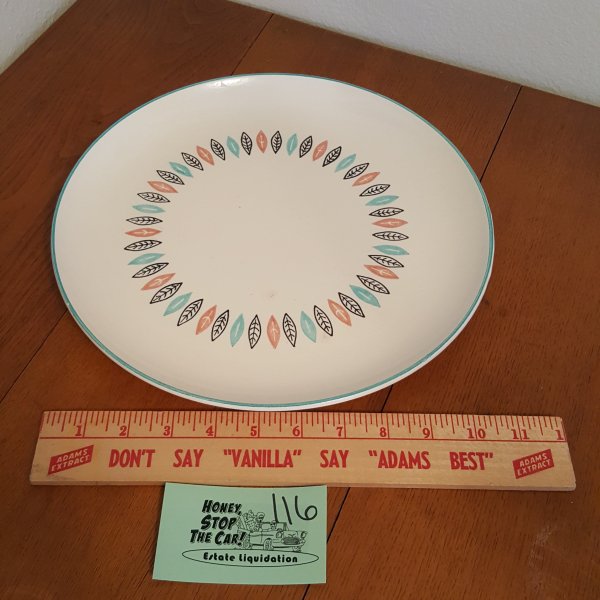 1 2 3 4 5 6 7 8 9 10 11 1
ADAMS
EXTRACT
DON'T SAY "VANILLA" SAY "ADAMS BEST"
ADAMS
EXTRACT
HONEY,
STOP
THE CAR!
116
Estate Liquidation